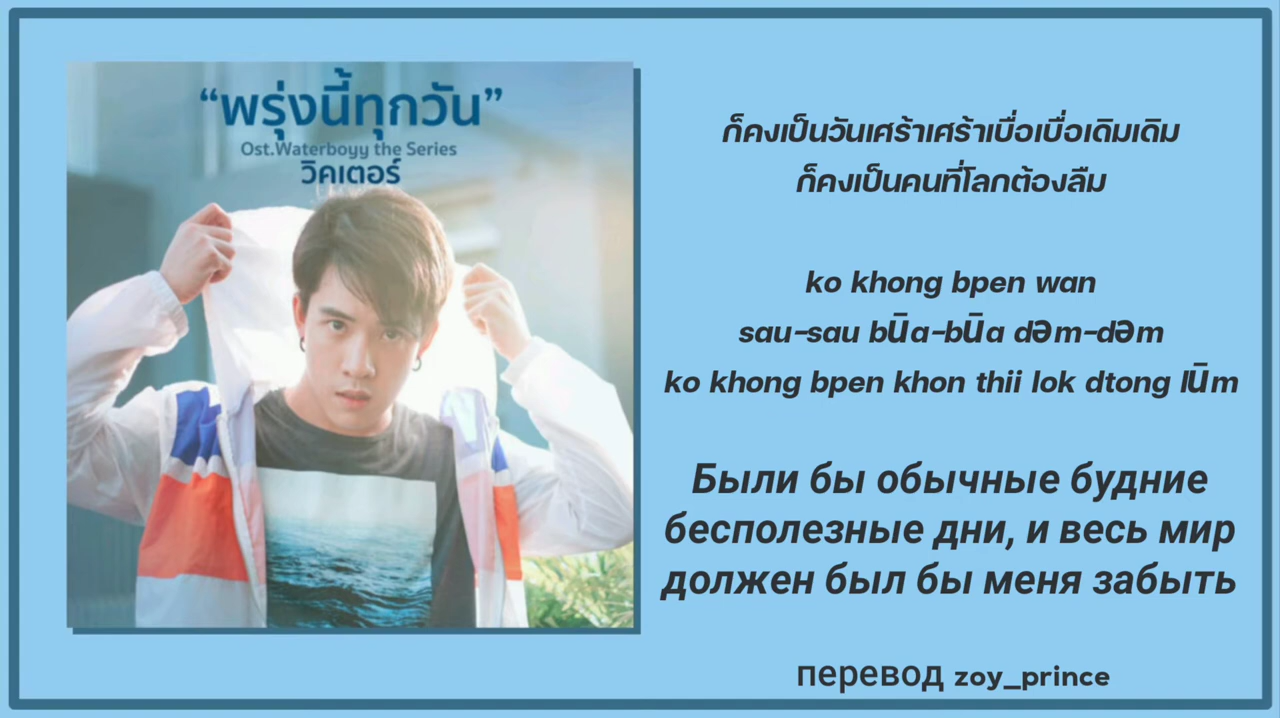 “พรุ่งนี้ทุกวัน”
Ost.Waterboyy the Series
วิคเตอร์
ก็คงเป็นวันเศร้าเศร้าเบื่อเบื่อเดิมเดิม
ก็คงเป็นคนที่โลกต้องลืม
ko khong bpen wan
sau-sau būa-būa dəm-dəm
ko khong bpen khon thii lok dtong lūm
Были бы обычные будние
бесполезные дни, и весь мир
должен был бы меня забыть
перевод zoy_prince